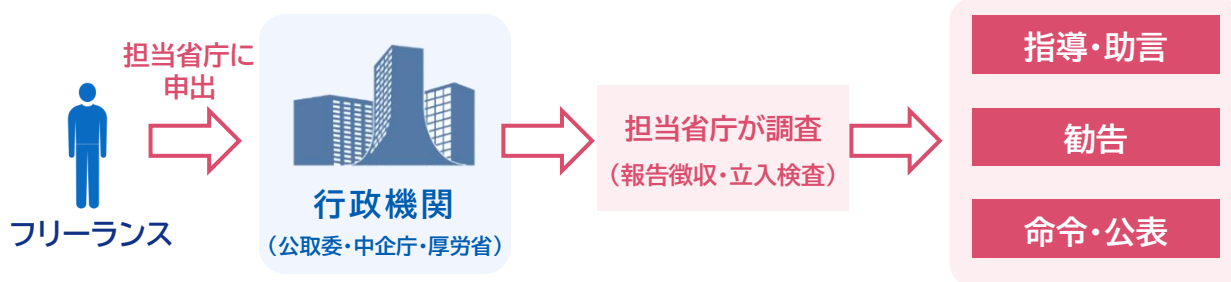 フリーランス
担当省庁に
申出
行政機関
(公取委・中企庁・厚労省)
担当省庁が調査
(報告徴収・立入検査)
指導・助言
勧告
命令・公表